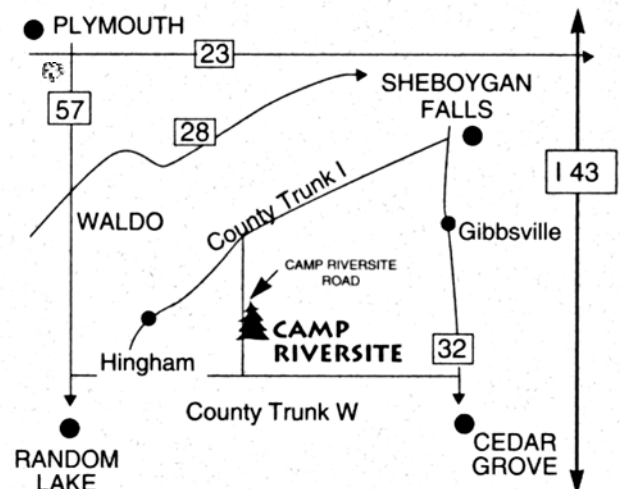 PLYMOUTH
23
57
28
SHEBOYGAN
FALLS
I 43
WALDO
County Trunk I
Gibbsville
CAMP RIVERSITE
ROAD
CAMP
RIVERSITE
32
Hingham
County Trunk W
RANDOM
LAKE
CEDAR
GROVE